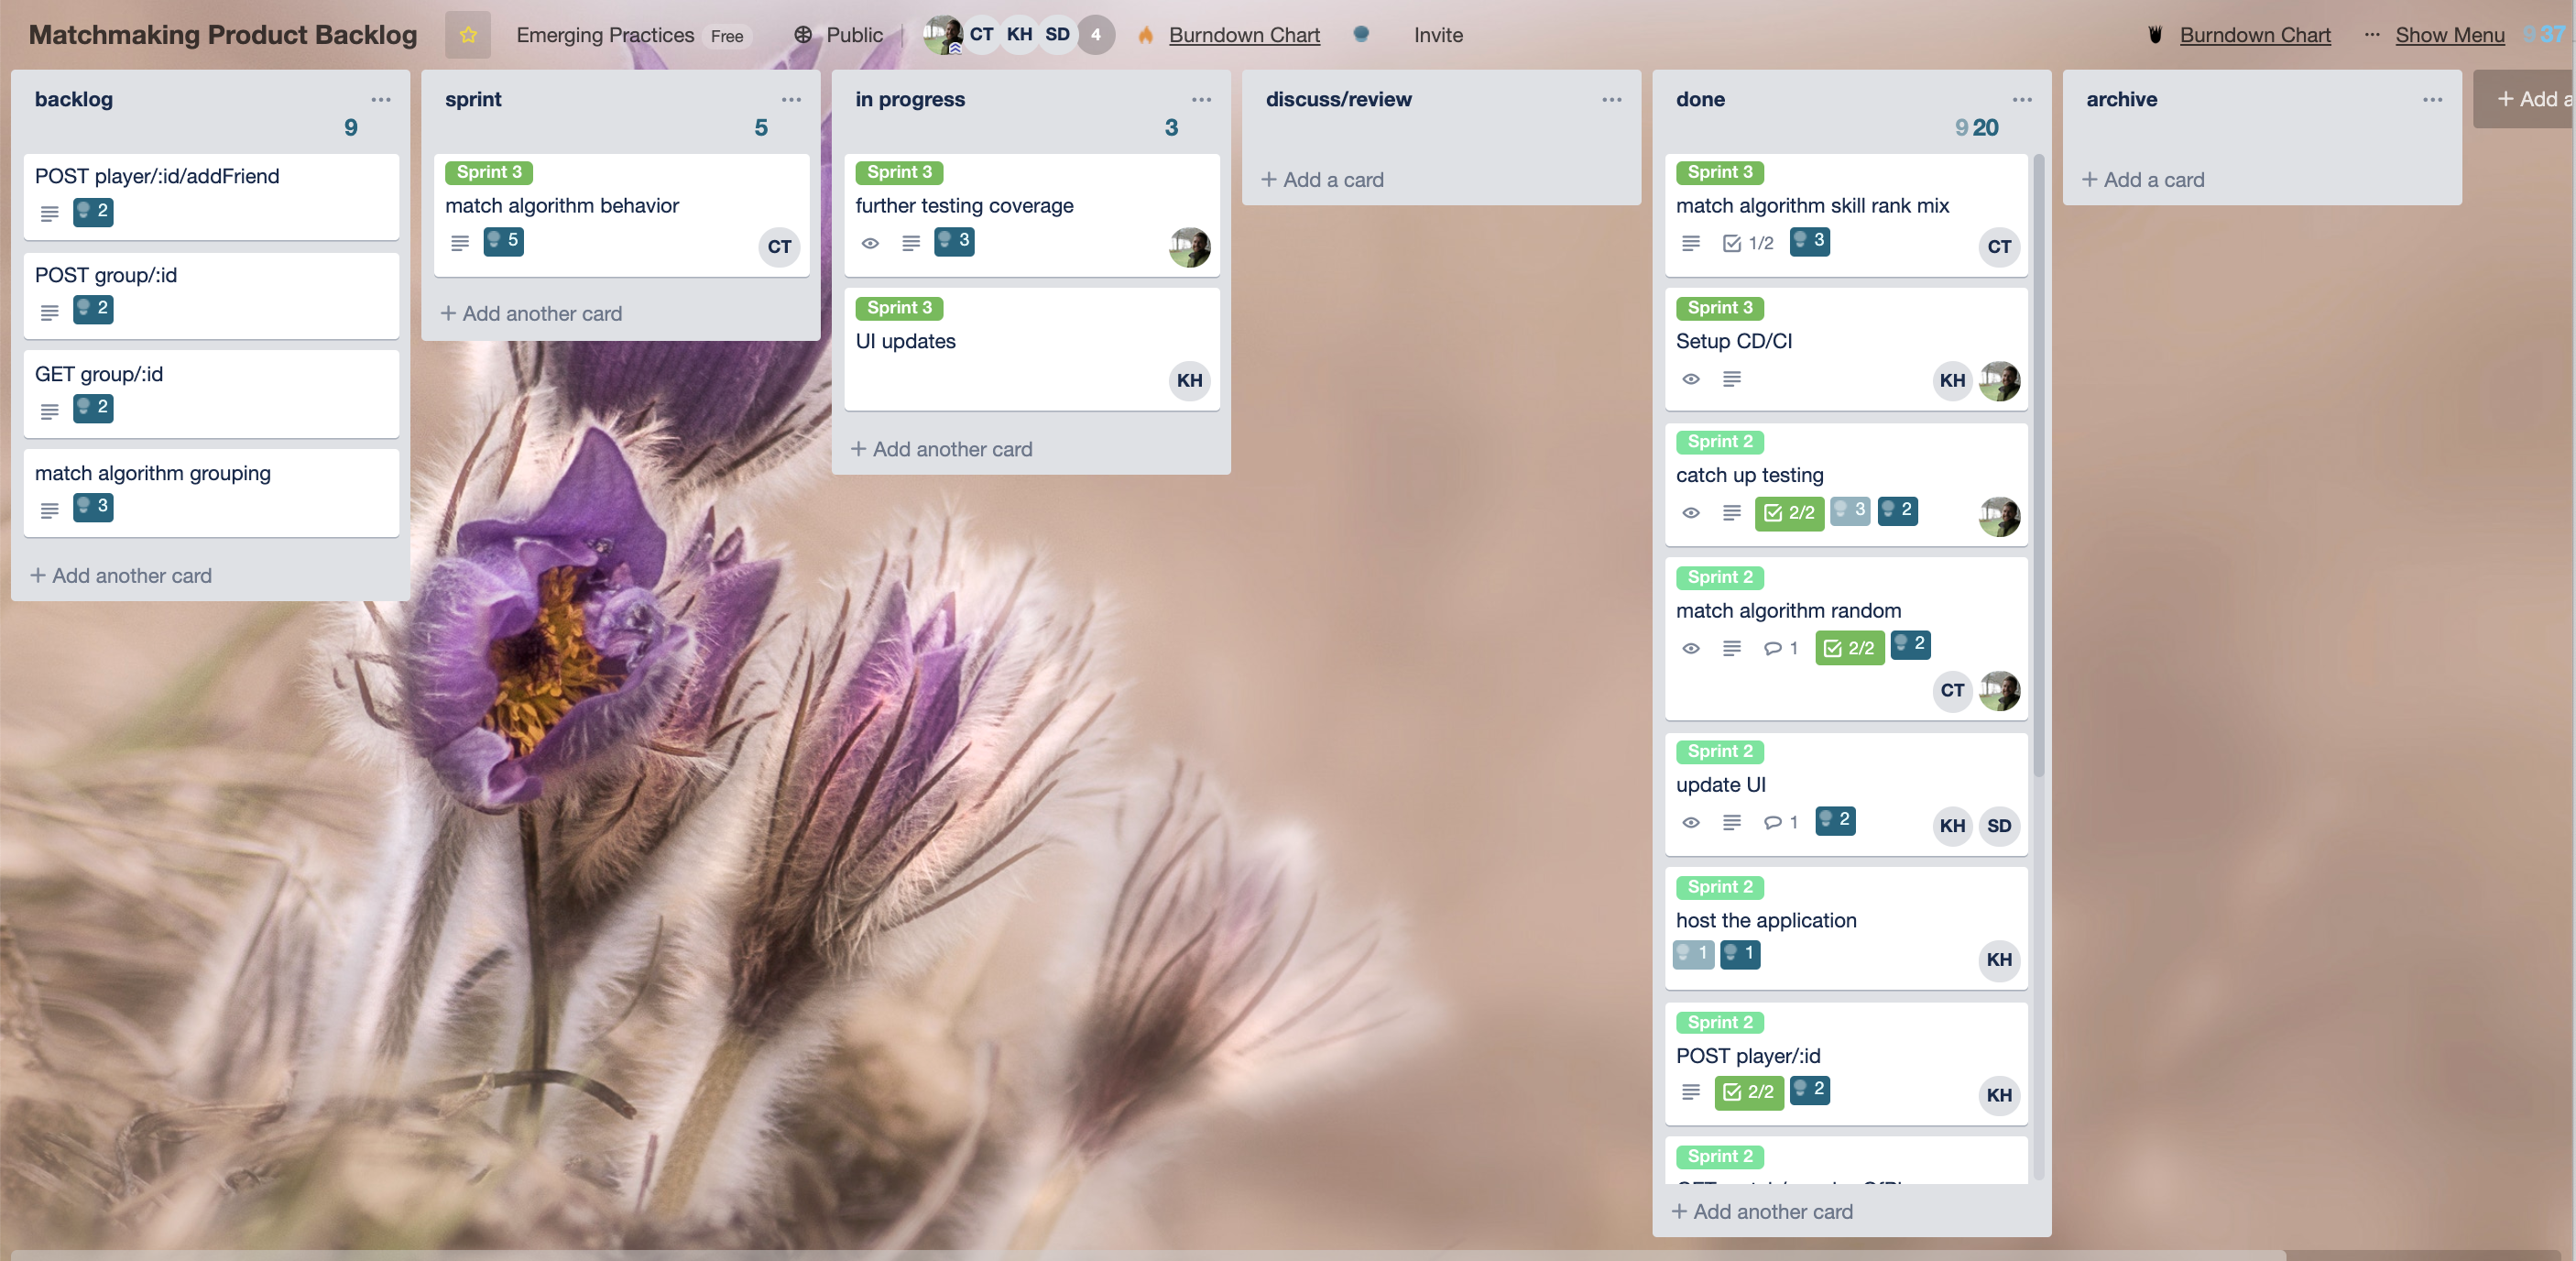 Matchmaking Product Backlog
Emerging Practices Free
Public
CT KH SD 4
Burndown Chart
Invite
Burndown Chart
Show Menu
9 37
backlog
9
POST player/:id/addFriend
2
POST group/:id
2
GET group/:id
2
match algorithm grouping
3
+ Add another card
sprint
5
Sprint 3
match algorithm behavior
5
CT
+ Add another card
in progress
3
Sprint 3
further testing coverage
3
Sprint 3
UI updates
KH
+ Add another card
discuss/review
+ Add a card
done
9 20
Sprint 3
match algorithm skill rank mix
1/2 3
CT
Sprint 3
Setup CD/CI
KH
Sprint 2
catch up testing
2/2 3 2
Sprint 2
match algorithm random
1 2/2 2
CT
Sprint 2
update UI
1 2
KH SD
Sprint 2
host the application
1 1
KH
Sprint 2
POST player/:id
2/2 2
KH
Sprint 2
+ Add another card
archive
+ Add a card
+ Add a